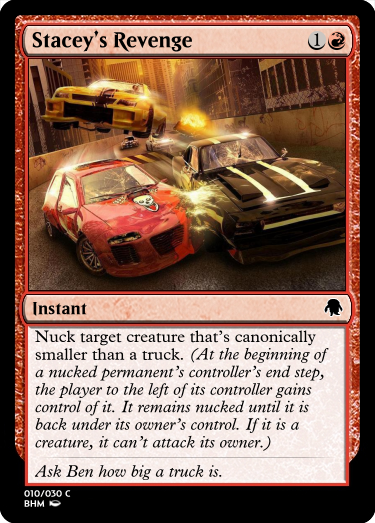 Stacey's Revenge 1
Instant
Nuck target creature that's canonically
smaller than a truck. (At the beginning of
a nucked permanent's controller's end step,
the player to the left of its controller gains
control of it. It remains nucked until it is
back under its owner's control. If it is a
creature, it can't attack its owner.)
Ask Ben how big a truck is.
010/030 C
BHM